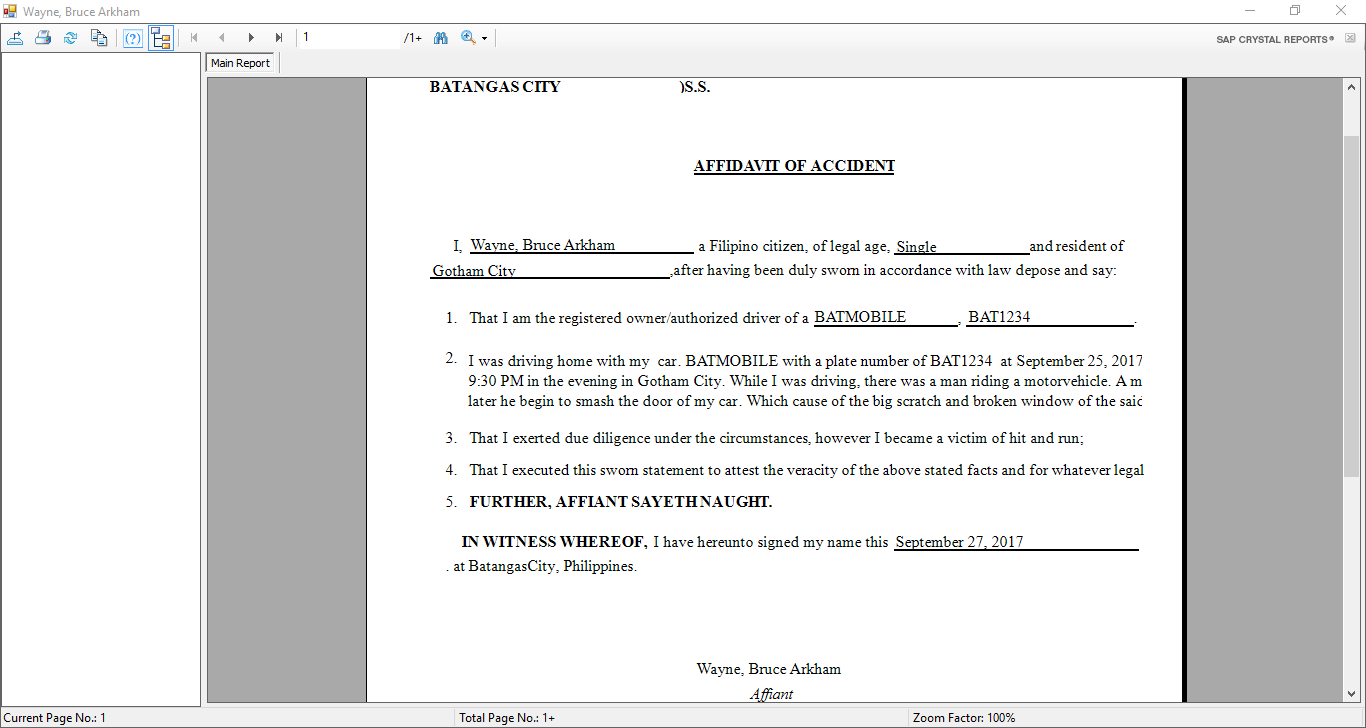 Wayne, Bruce Arkham
1 /1+ SAP CRYSTAL REPORTS®
Main Report
BATANGAS CITY )S.S.
AFFIDAVIT OF ACCIDENT
I, Wayne, Bruce Arkham a Filipino citizen, of legal age, Single and resident of
Gotham City ,after having been duly sworn in accordance with law depose and say:
1. That I am the registered owner/authorized driver of a BATMOBILE , BAT1234 .
2. I was driving home with my car. BATMOBILE with a plate number of BAT1234 at September 25, 2017
9:30 PM in the evening in Gotham City. While I was driving, there was a man riding a motorvehicle. A m
later he begin to smash the door of my car. Which cause of the big scratch and broken window of the said
3. That I exerted due diligence under the circumstances, however I became a victim of hit and run;
4. That I executed this sworn statement to attest the veracity of the above stated facts and for whatever legal
5. FURTHER, AFFIANT SAYETH NAUGHT.
IN WITNESS WHEREOF, I have hereunto signed my name this September 27, 2017
. at BatangasCity, Philippines.
Wayne, Bruce Arkham
Affiant
Current Page No.: 1 Total Page No.: 1+ Zoom Factor: 100%